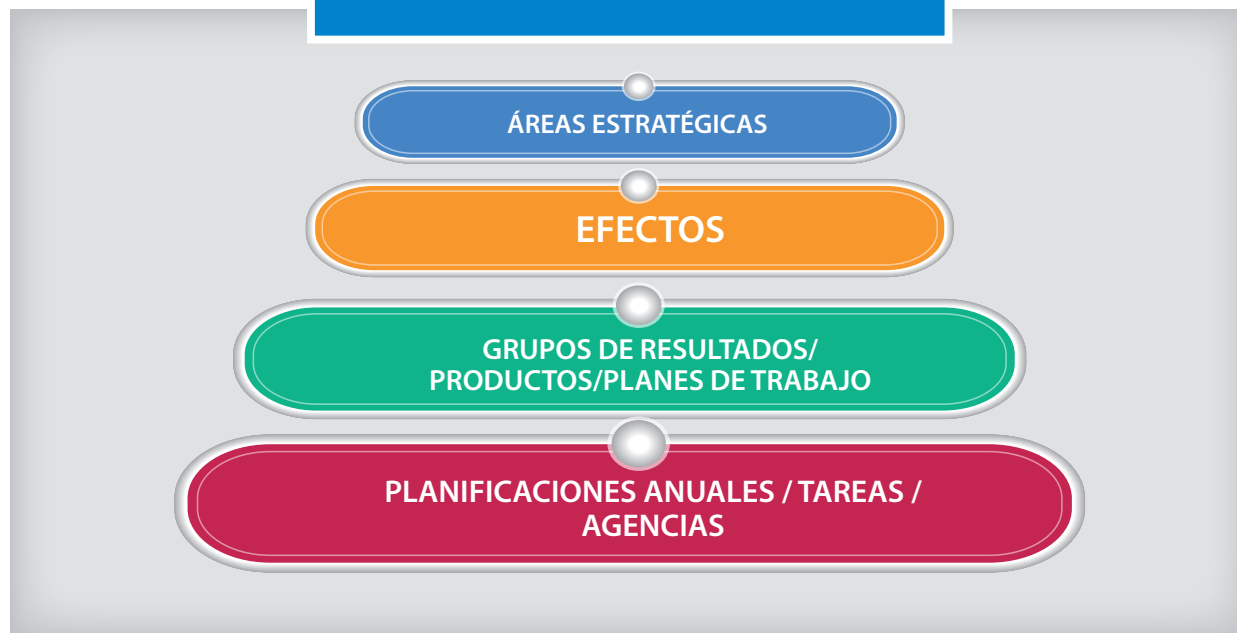 ÁREAS ESTRATÉGICAS
EFECTOS
GRUPOS DE RESULTADOS/
PRODUCTOS/PLANES DE TRABAJO
PLANIFICACIONES ANUALES / TAREAS /
AGENCIAS